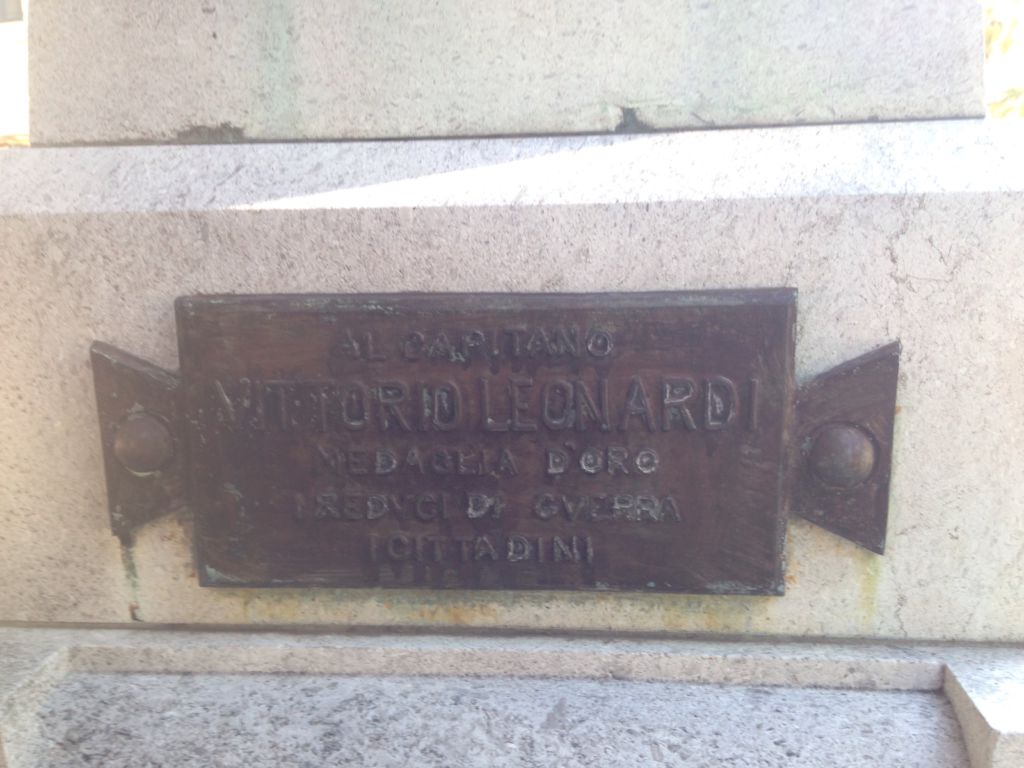 AL CAPITANO
VITTORIO LEONARDI
MEDAGLIA D'ORO
I REDVCI DI GVERRA
I CITTADINI